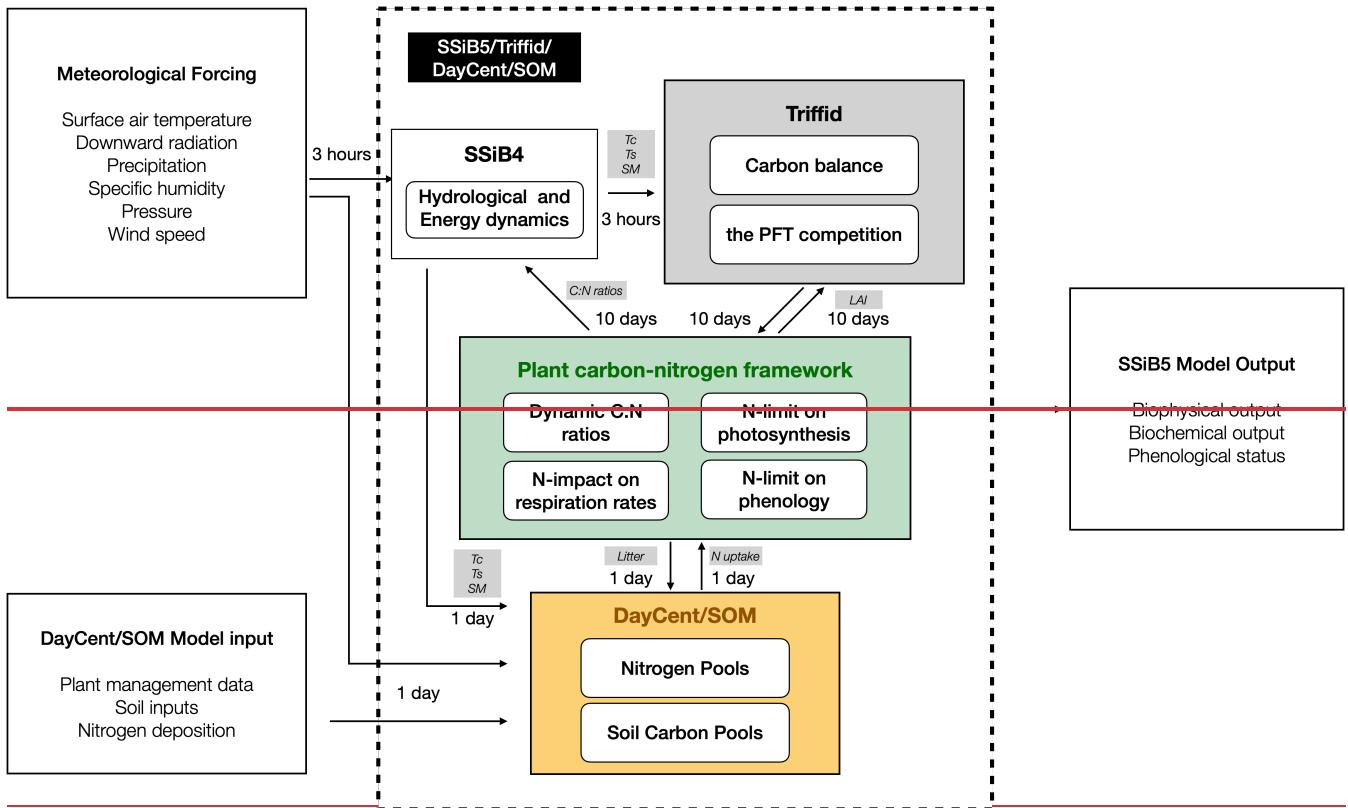 Meteorological Forcing
Surface air temperature
Downward radiation
Precipitation
Specific humidity
Pressure
Wind speed
3 hours
SSiB5/Triffid/
DayCent/SOM
SSiB4
Hydrological and
Energy dynamics
Tc
Ts
SM
3 hours
Triffid
Carbon balance
the PFT competition
C:N ratios
10 days
10 days
LAI
10 days
Plant carbon-nitrogen framework
Dynamic C:N
ratios
N-limit on
photosynthesis
N-impact on
respiration rates
N-limit on
phenology
SSiB5 Model Output
Biophysical output
Biochemical output
Phenological status
Tc
Ts
SM
1 day
Litter
1 day
N uptake
1 day
DayCent/SOM
Nitrogen Pools
Soil Carbon Pools
DayCent/SOM Model input
Plant management data
Soil inputs
Nitrogen deposition
1 day